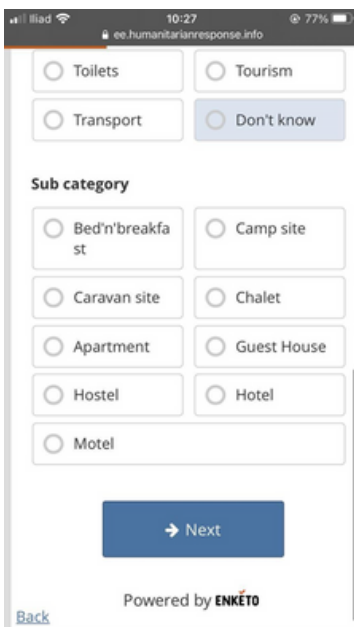 Iliad 10:27 77%
ee.humanitarianresponse.info
Toilets Tourism
Transport Don't know
Sub category
Bed'n'breakfa
st
Camp site
Caravan site Chalet
Apartment Guest House
Hostel Hotel
Motel
Next
Powered by ENKETO
Back